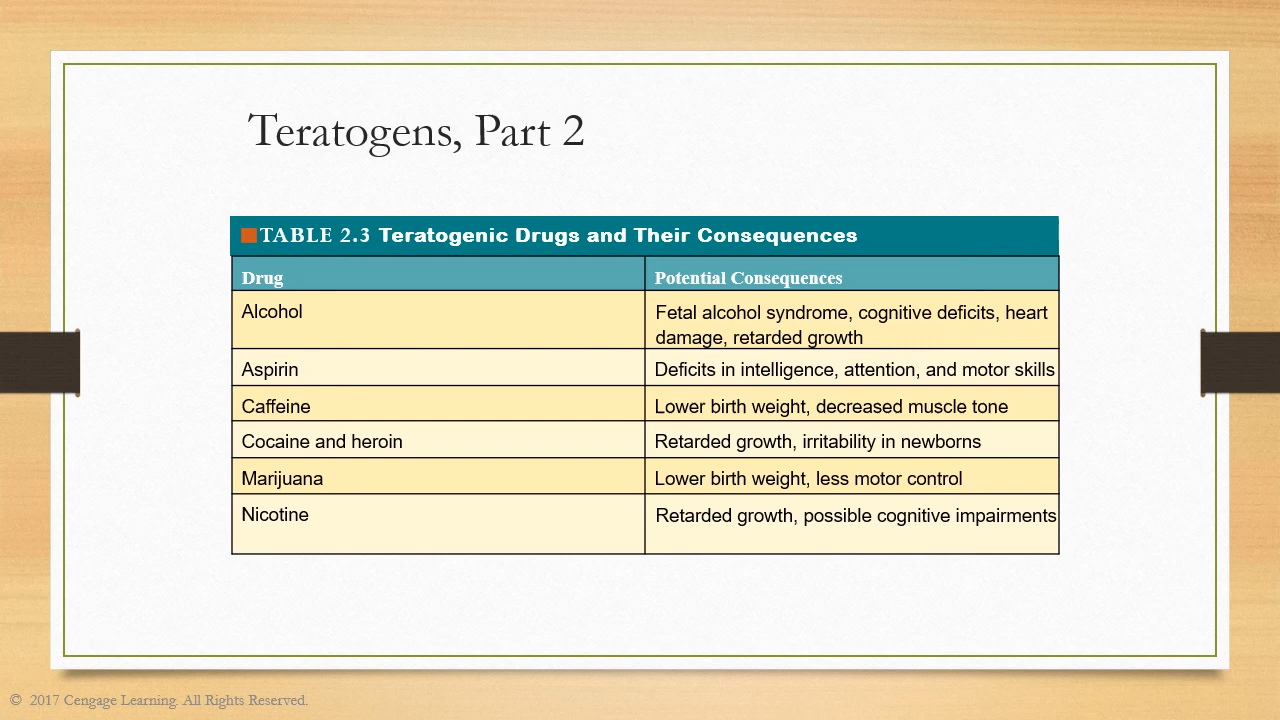 Teratogens, Part 2
TABLE 2.3 Teratogenic Drugs and Their Consequences
Drug Potential Consequences
Alcohol Fetal alcohol syndrome, cognitive deficits, heart
damage, retarded growth
Aspirin Deficits in intelligence, attention, and motor skills
Caffeine Lower birth weight, decreased muscle tone
Cocaine and heroin Retarded growth, irritability in newborns
Marijuana Lower birth weight, less motor control
Nicotine Retarded growth, possible cognitive impairments
© 2017 Cengage Learning. All Rights Reserved.